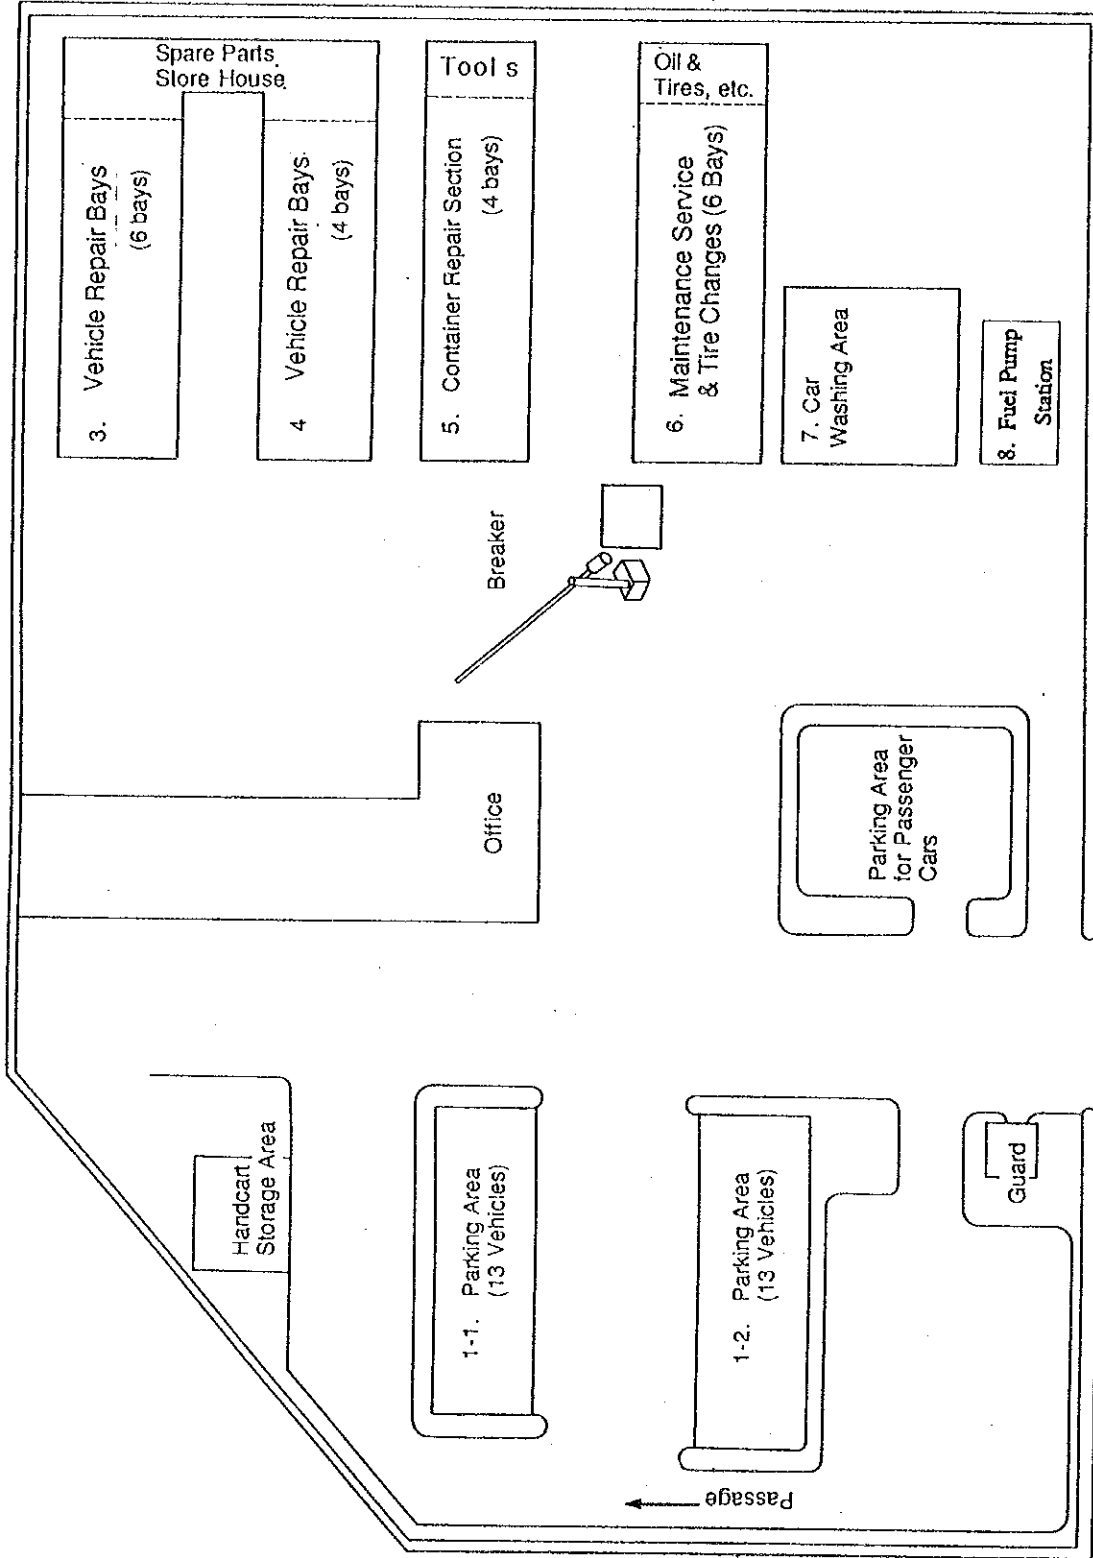 Spare Parts
Store House
Tools
Oil &
Tires, etc.
3. Vehicle Repair Bays
(6 bays)
4 Vehicle Repair Bays
(4 bays)
5. Container Repair Section
(4 bays)
6. Maintenance Service
& Tire Changes (6 Bays)
7. Car
Washing Area
8. Fuel Pump
Station
Breaker
Office
Parking Area
for Passenger
Cars
Handcart
Storage Area
1-1. Parking Area
(13 Vehicles)
1-2. Parking Area
(13 Vehicles)
Guard
Passage